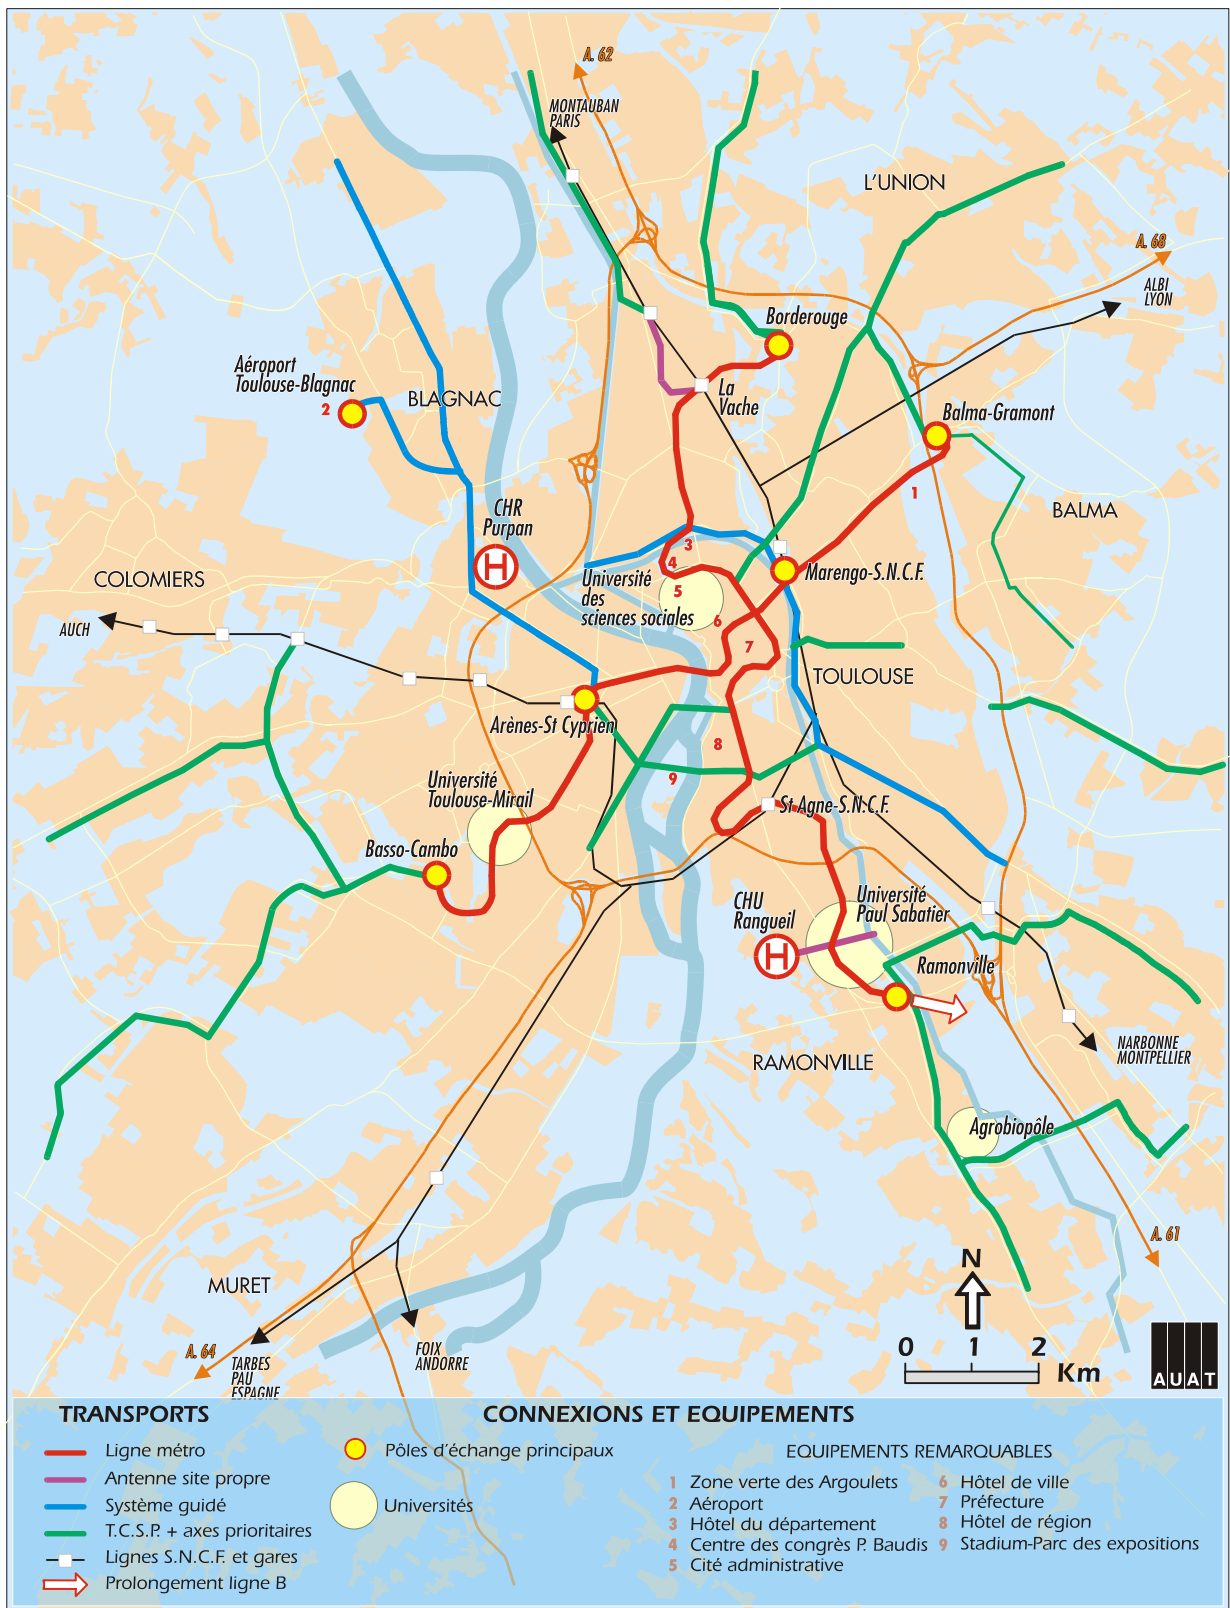 A. 62
MONTAUBAN
PARIS
L'UNION
A. 68
ALBI
LYON
Borderouge
Aéroport
Toulouse-Blagnac
2
BLAGNAC
La
Vache
Balma-Gramont
1
CHR
Purpan
H
BALMA
3
4
COLOMIERS
Université
des
sciences sociales
5
Marengo-S.N.C.F.
6
AUCH
7
TOULOUSE
Arènes-St Cyprien
8
9
Université
Toulouse-Mirail
St Agne-S.N.C.F.
Basso-Cambo
CHU
Rangueil
H
Université
Paul Sabatier
Ramonville
NARBONNE
MONTPELLIER
RAMONVILLE
Agrobiopôle
A. 61
N
MURET
0 1 2
Km
A. 64
TARBES
PAU
ESPAGNE
FOIX
ANDORRE
AUAT
TRANSPORTS
Ligne métro
Antenne site propre
Système guidé
T.C.S.P. + axes prioritaires
Lignes S.N.C.F. et gares
Prolongement ligne B
CONNEXIONS ET EQUIPEMENTS
Pôles d'échange principaux
Universités
EQUIPEMENTS REMARQUABLES
1 Zone verte des Argoulets
2 Aéroport
3 Hôtel du département
4 Centre des congrès P. Baudis
5 Cité administrative
6 Hôtel de ville
7 Préfecture
8 Hôtel de région
9 Stadium-Parc des expositions